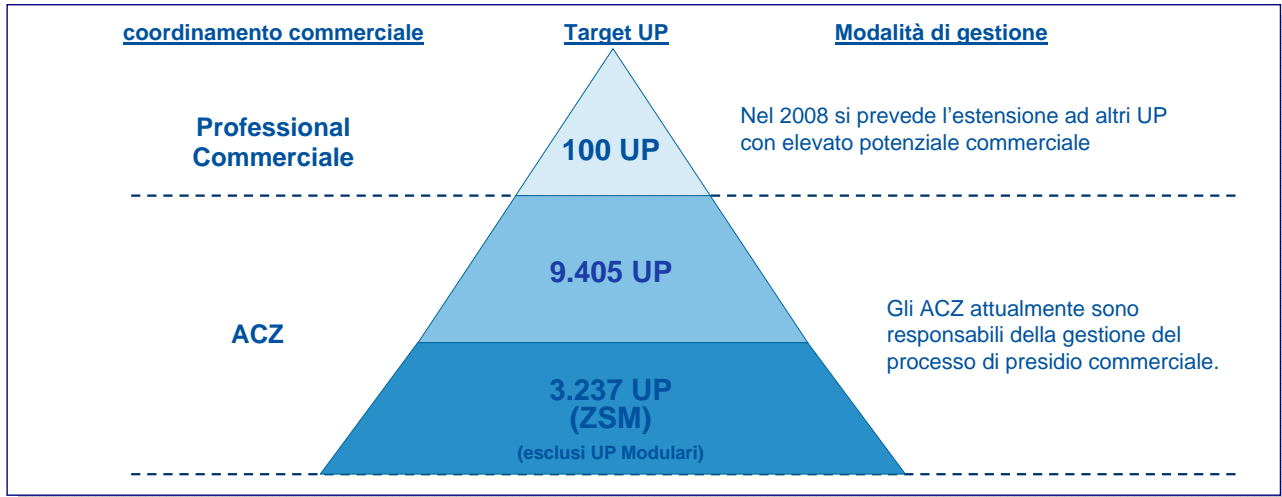 coordinamento commerciale
Target UP
Modalità di gestione
Professional
Commerciale
100 UP
Nel 2008 si prevede l’estensione ad altri UP
con elevato potenziale commerciale
9.405 UP
ACZ
Gli ACZ attualmente sono
responsabili della gestione del
processo di presidio commerciale.
3.237 UP
(ZSM)
(esclusi UP Modulari)